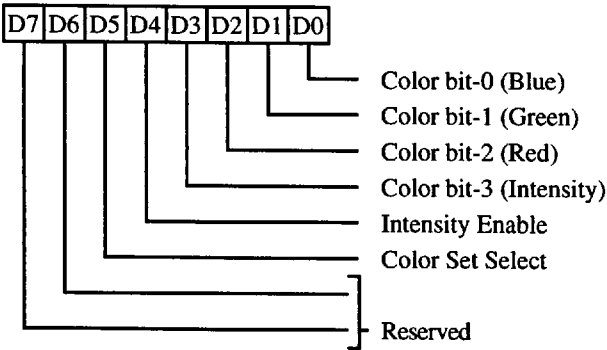 D7 D6 D5 D4 D3 D2 D1 D0
Color bit-0 (Blue)
Color bit-1 (Green)
Color bit-2 (Red)
Color bit-3 (Intensity)
Intensity Enable
Color Set Select
Reserved